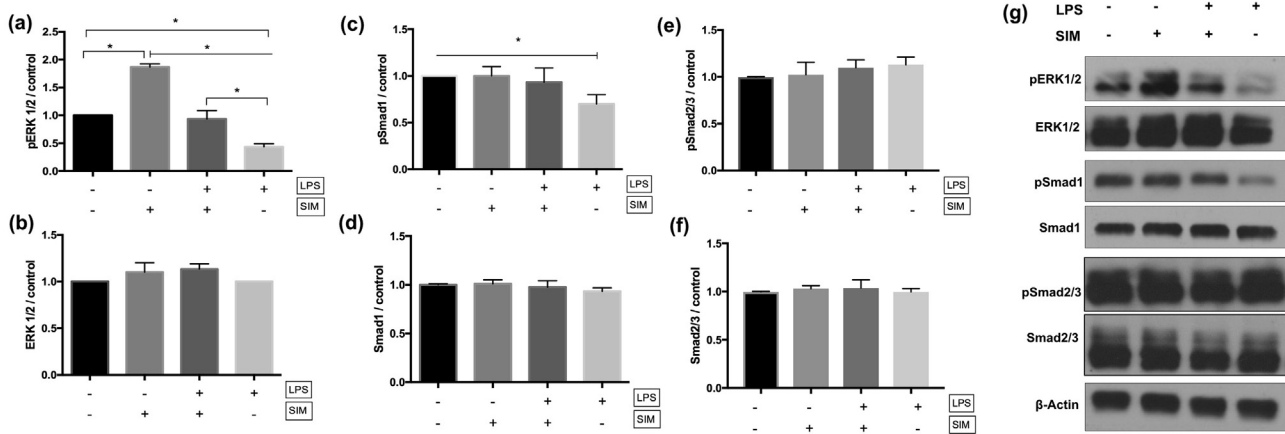 (a)
pERK 1/2 / control
2.5
2.0
1.5
1.0
0.5
0.0
* 
* *
*
- - + + LPS
- + + - SIM
(b)
ERK 1/2 / control
1.5
1.0
0.5
0.0
- - + + LPS
- + + - SIM
(c)
pSmad1 / control
1.5
1.0
0.5
0.0
*
- - + + LPS
- + + - SIM
(d)
Smad1 / control
1.5
1.0
0.5
0.0
- - + + LPS
- + + - SIM
(e)
pSmad2/3 / control
1.5
1.0
0.5
0.0
- - + + LPS
- + + - SIM
(f)
Smad2/3 / control
1.5
1.0
0.5
0.0
- - + + LPS
- + + - SIM
(g)
LPS - - + +
SIM - + + -
pERK1/2
ERK1/2
pSmad1
Smad1
pSmad2/3
Smad2/3
β-Actin